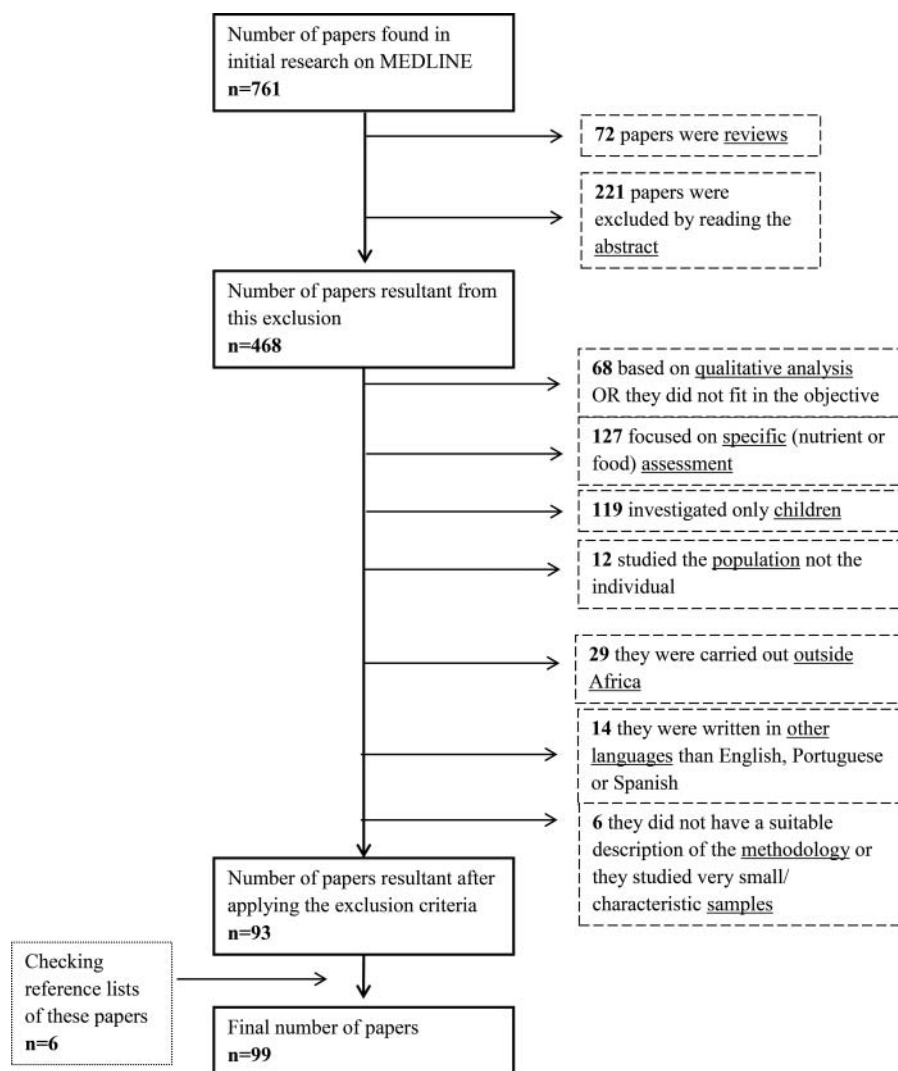 Number of papers found in
initial research on MEDLINE
n=761
72 papers were reviews
221 papers were
excluded by reading the
abstract
Number of papers resultant from
this exclusion
n=468
68 based on qualitative analysis
OR they did not fit in the objective
127 focused on specific (nutrient or
food) assessment
119 investigated only children
12 studied the population not the
individual
29 they were carried out outside
Africa
14 they were written in other
languages than English, Portuguese
or Spanish
6 they did not have a suitable
description of the methodology or
they studied very small/
characteristic samples
Number of papers resultant after
applying the exclusion criteria
n=93
Checking
reference lists
of these papers
n=6
Final number of papers
n=99